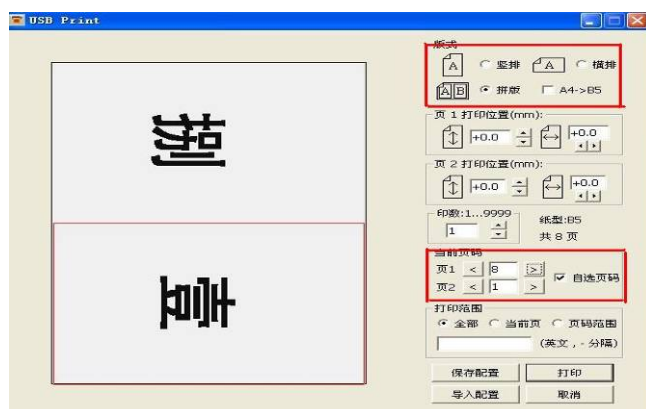 USB Print
捌
壹
版式
A 竖排 A 横排
AB 拼版 A4->B5
页 1 打印位置(mm):
+0.0 +0.0
页 2 打印位置(mm):
+0.0 +0.0
印数:1...9999
1
纸型:B5
共 8 页
当前页码
页1 < 8 > 自选页码
页2 < 1 >
打印范围
全部 当前页 页码范围
(英文 , - 分隔)
保存配置 打印
导入配置 取消